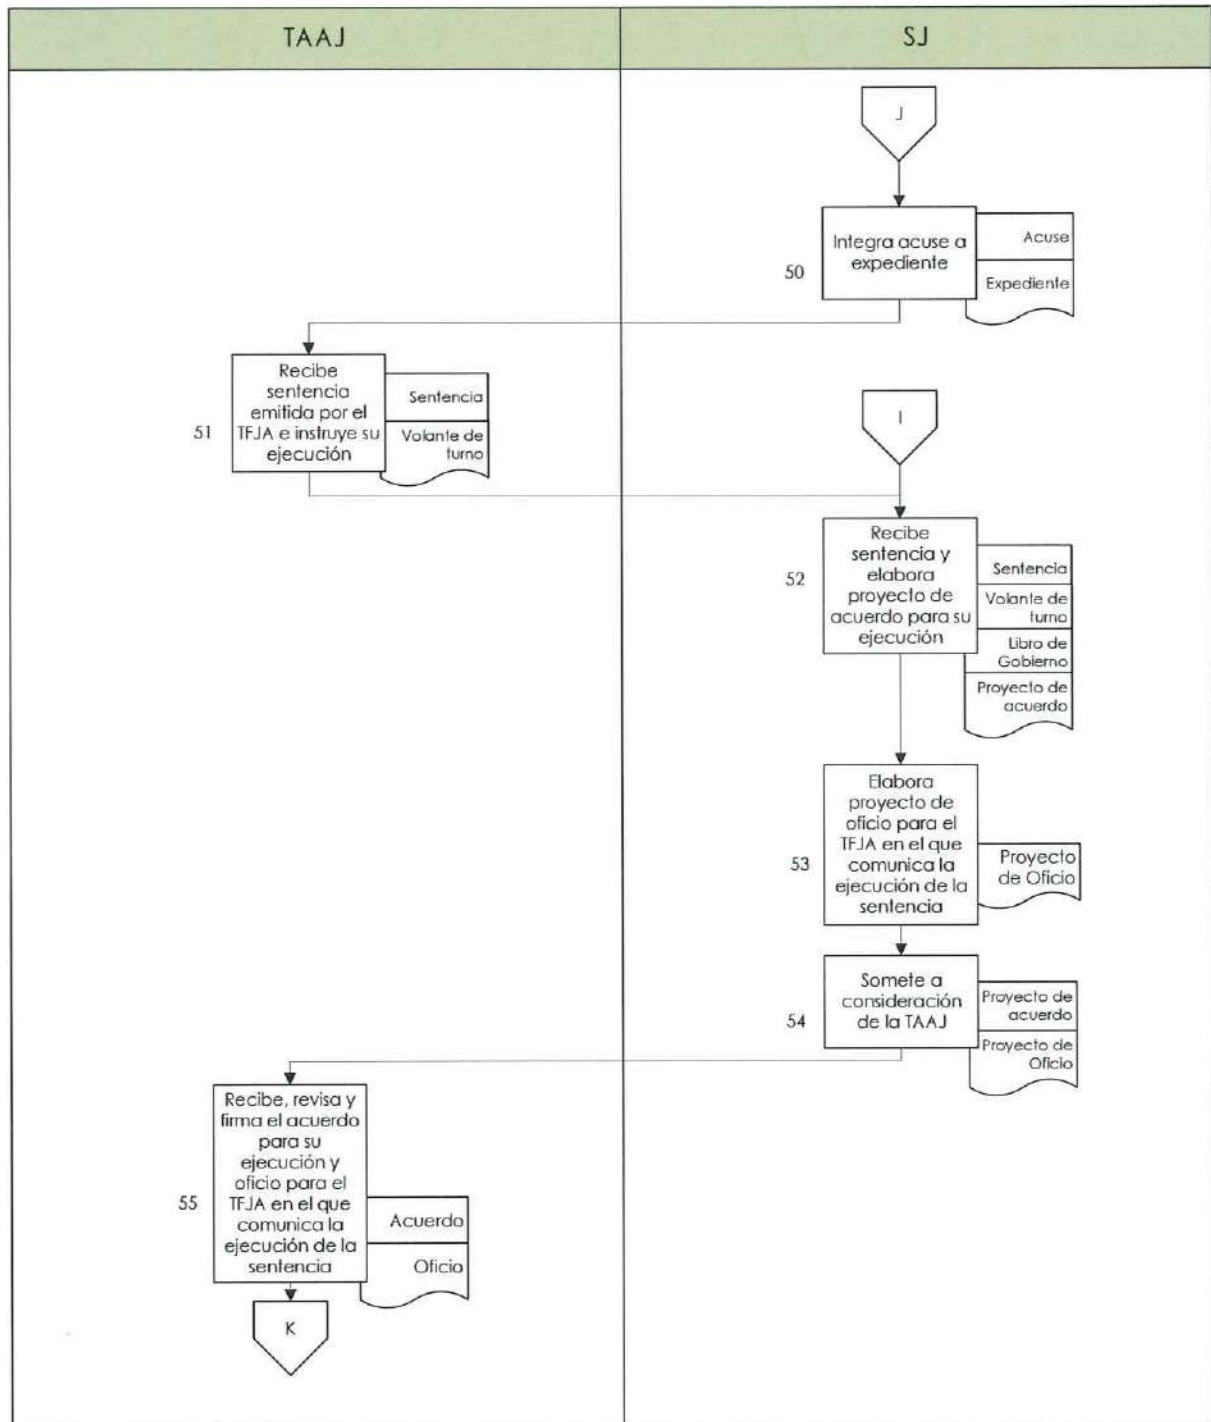 TAAJ
SJ
J
50
Integra acuse a
expediente
Acuse
Expediente
51
Recibe
sentencia
emitida por el
TFJA e instruye su
ejecución
Sentencia
Volante de
turno
I
52
Recibe
sentencia y
elabora
proyecto de
acuerdo para su
ejecución
Sentencia
Volante de
turno
Libro de
Gobierno
Proyecto de
acuerdo
53
Elabora
proyecto de
oficio para el
TFJA en el que
comunica la
ejecución de la
sentencia
Proyecto
de Oficio
54
Somete a
consideración
de la TAAJ
Proyecto de
acuerdo
Proyecto de
Oficio
55
Recibe, revisa y
firma el acuerdo
para su
ejecución y
oficio para el
TFJA en el que
comunica la
ejecución de la
sentencia
Acuerdo
Oficio
K